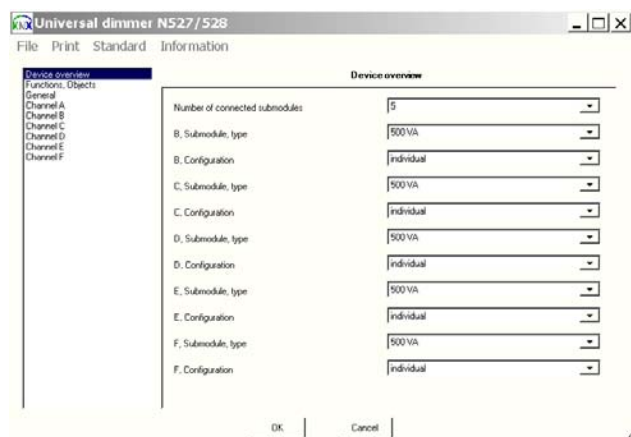 KNX Universal dimmer N527/528
File Print Standard Information
Device overview
Functions, Objects
General
Channel A
Channel B
Channel C
Channel D
Channel E
Channel F
Device overview
Number of connected submodules 5
B, Submodule, type 500 VA
B, Configuration individual
C, Submodule, type 500 VA
C, Configuration individual
D, Submodule, type 500 VA
D, Configuration individual
E, Submodule, type 500 VA
E, Configuration individual
F, Submodule, type 500 VA
F, Configuration individual
OK Cancel